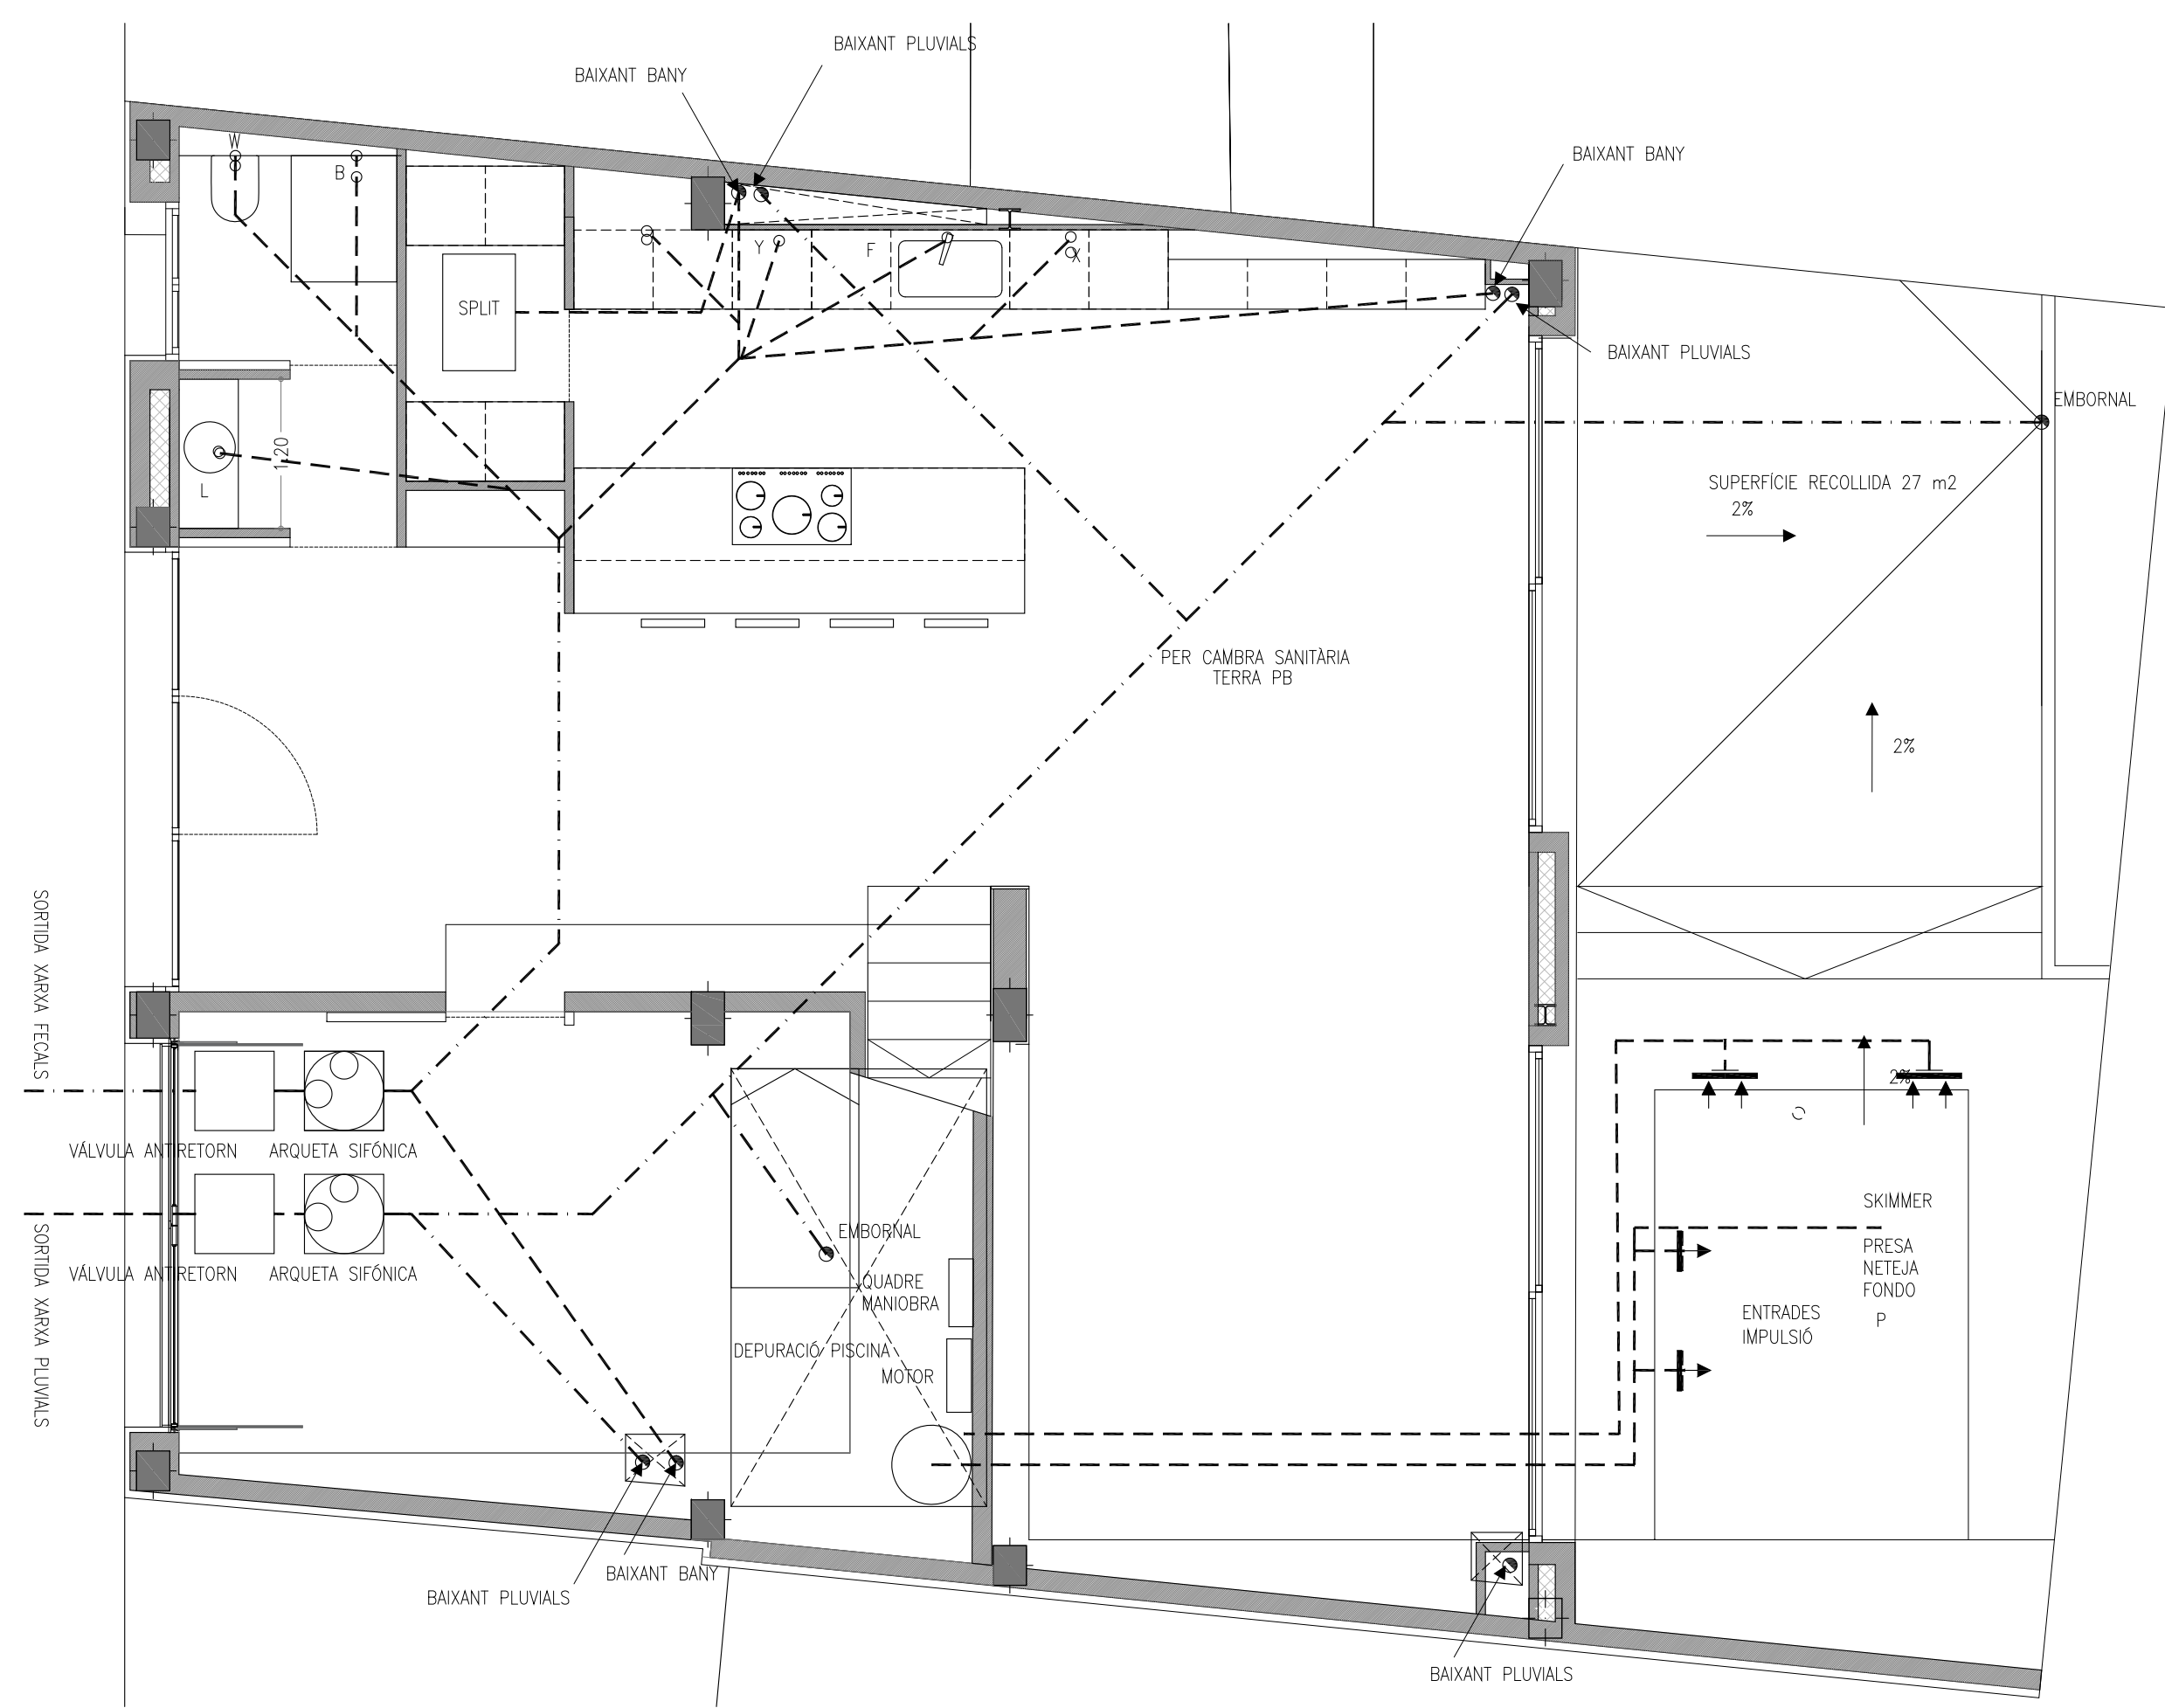 BAIXANT PLUVIALS
BAIXANT BANY
W
B
BAIXANT BANY
Y
F
X
SPLIT
BAIXANT PLUVIALS
EMBORNAL
1.20
L
SUPERFÍCIE RECOLLIDA 27 m2
2%
PER CAMBRA SANITÀRIA
TERRA PB
2%
SORTIDA XARXA FECALS
2%
VÁLVULA ANTIRETORN
ARQUETA SIFÓNICA
SKIMMER
EMBORNAL
PRESA
NETEJA
FONDO
P
VÁLVULA ANTIRETORN
ARQUETA SIFÓNICA
QUADRE
MANIOBRA
ENTRADES
IMPULSIÓ
SORTIDA XARXA PLUVIALS
DEPURACIÓ PISCINA
MOTOR
BAIXANT BANY
BAIXANT PLUVIALS
BAIXANT PLUVIALS